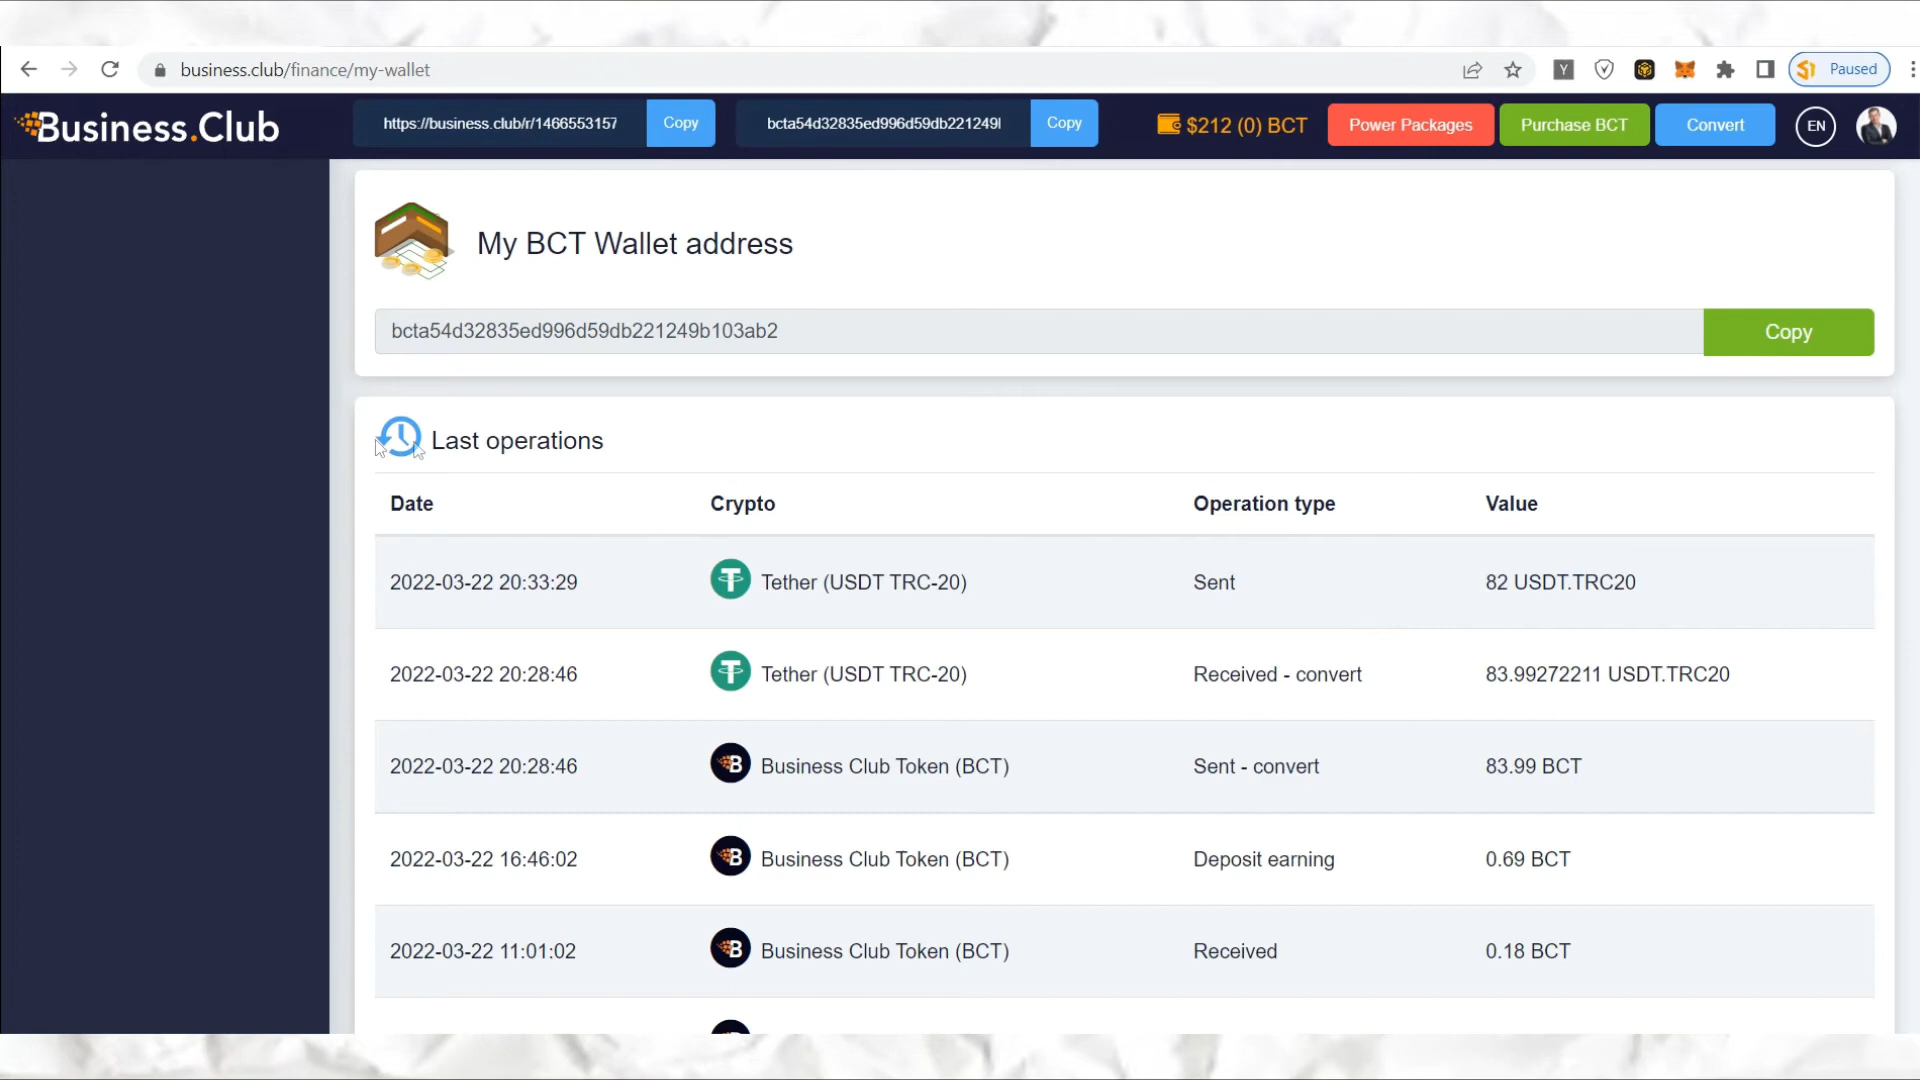 business.club/finance/my-wallet
Paused
Business.Club
https://business.club/r/1466553157
Copy
bcta54d32835ed996d59db221249
Copy
$212 (0) BCT
Power Packages
Purchase BCT
Convert
EN
My BCT Wallet address
bcta54d32835ed996d59db221249b103ab2
Copy
Last operations
Date Crypto Operation type Value
2022-03-22 20:33:29 Tether (USDT TRC-20) Sent 82 USDT.TRC20
2022-03-22 20:28:46 Tether (USDT TRC-20) Received - convert 83.99272211 USDT.TRC20
2022-03-22 20:28:46 Business Club Token (BCT) Sent - convert 83.99 BCT
2022-03-22 16:46:02 Business Club Token (BCT) Deposit earning 0.69 BCT
2022-03-22 11:01:02 Business Club Token (BCT) Received 0.18 BCT